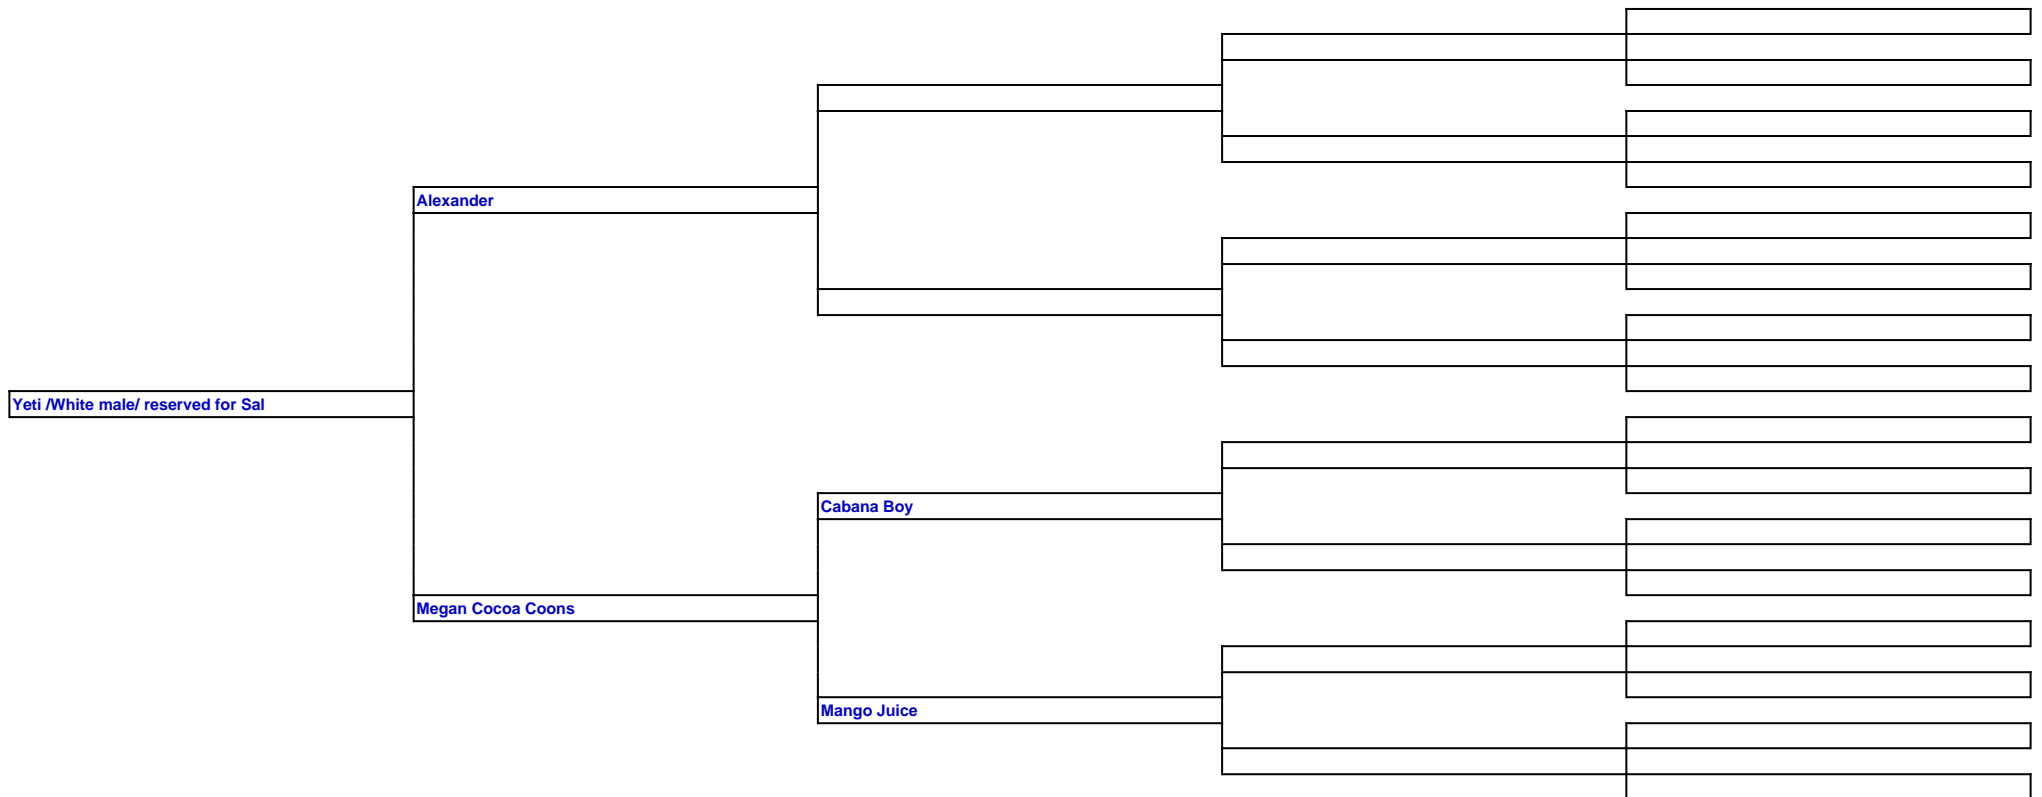 Alexander
Yeti /White male/ reserved for Sal
Cabana Boy
Megan Cocoa Coons
Mango Juice